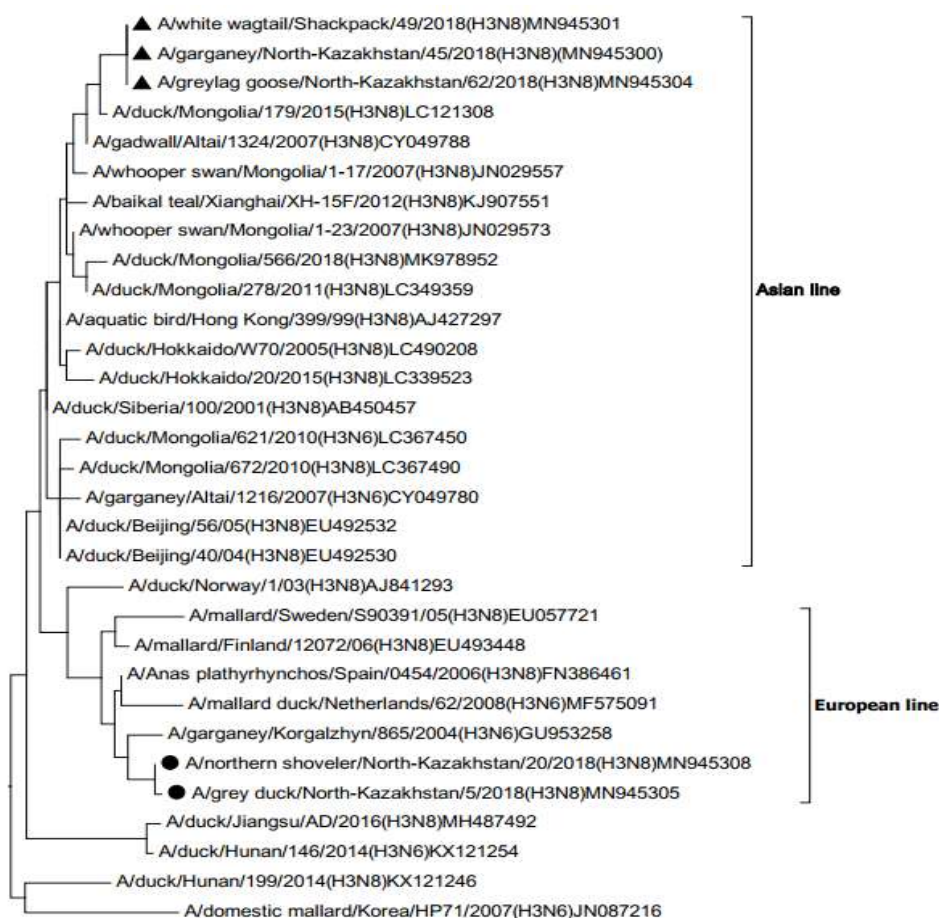 A/white wagtail/Shackpack/49/2018(H3N8)MN945301
A/garganey/North-Kazakhstan/45/2018(H3N8)(MN945300)
A/greylag goose/North-Kazakhstan/62/2018(H3N8)MN945304
A/duck/Mongolia/179/2015(H3N8)LC121308
A/gadwall/Altai/1324/2007(H3N8)CY049788
A/whooper swan/Mongolia/1-17/2007(H3N8)JN029557
A/baikal teal/Xianghai/XH-15F/2012(H3N8)KJ907551
A/whooper swan/Mongolia/1-23/2007(H3N8)JN029573
A/duck/Mongolia/566/2018(H3N8)MK978952
A/duck/Mongolia/278/2011(H3N8)LC349359
Asian line
A/aquatic bird/Hong Kong/399/99(H3N8)AJ427297
A/duck/Hokkaido/W70/2005(H3N8)LC490208
A/duck/Hokkaido/20/2015(H3N8)LC339523
A/duck/Siberia/100/2001(H3N8)AB450457
A/duck/Mongolia/621/2010(H3N6)LC367450
A/duck/Mongolia/672/2010(H3N8)LC367490
A/garganey/Altai/1216/2007(H3N6)CY049780
A/duck/Beijing/56/05(H3N8)EU492532
A/duck/Beijing/40/04(H3N8)EU492530
A/duck/Norway/1/03(H3N8)AJ841293
A/mallard/Sweden/S90391/05(H3N8)EU057721
A/mallard/Finland/12072/06(H3N8)EU493448
A/Anas plathyrhynchos/Spain/0454/2006(H3N8)FN386461
A/mallard duck/Netherlands/62/2008(H3N6)MF575091
European line
A/garganey/Korgalzhyn/865/2004(H3N6)GU953258
A/northern shoveler/North-Kazakhstan/20/2018(H3N8)MN945308
A/grey duck/North-Kazakhstan/5/2018(H3N8)MN945305
A/duck/Jiangsu/AD/2016(H3N8)MH487492
A/duck/Hunan/146/2014(H3N6)KX121254
A/duck/Hunan/199/2014(H3N8)KX121246
A/domestic mallard/Korea/HP71/2007(H3N6)JN087216